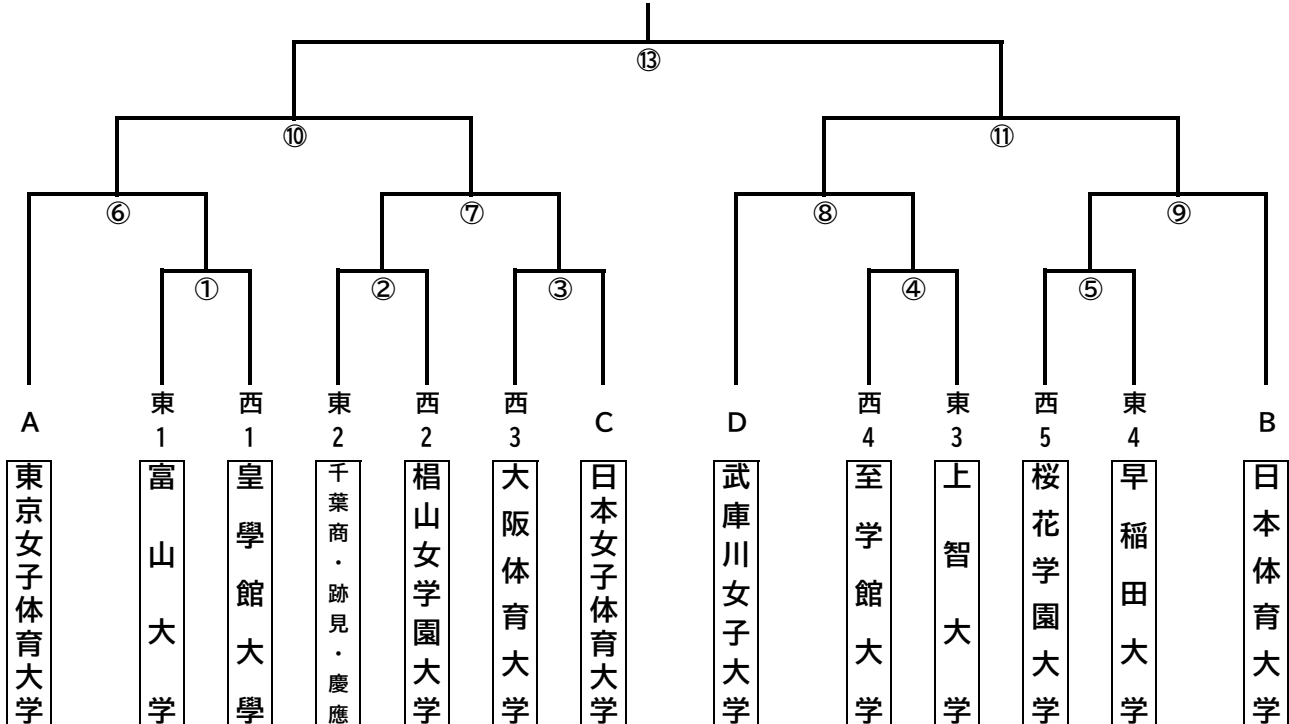 ⑬
⑩
⑪
⑥
⑦
⑧
⑨
①
②
③
④
⑤
A
東1
西1
東2
西2
西3
C
D
西4
東3
西5
東4
B
東京女子体育大学
富山大学
皇學館大學
千葉商・跡見・慶應
椙山女学園大学
大阪体育大学
日本女子体育大学
武庫川女子大学
至学館大学
上智大学
桜花学園大学
早稲田大学
日本体育大学